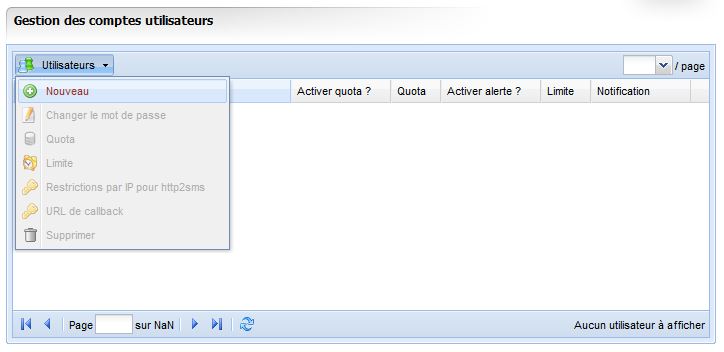 Gestion des comptes utilisateurs
Utilisateurs
/ page
Nouveau
Activer quota ? Quota Activer alerte ? Limite Notification
Changer le mot de passe
Quota
Limite
Restrictions par IP pour http2sms
URL de callback
Supprimer
Page sur NaN
Aucun utilisateur à afficher